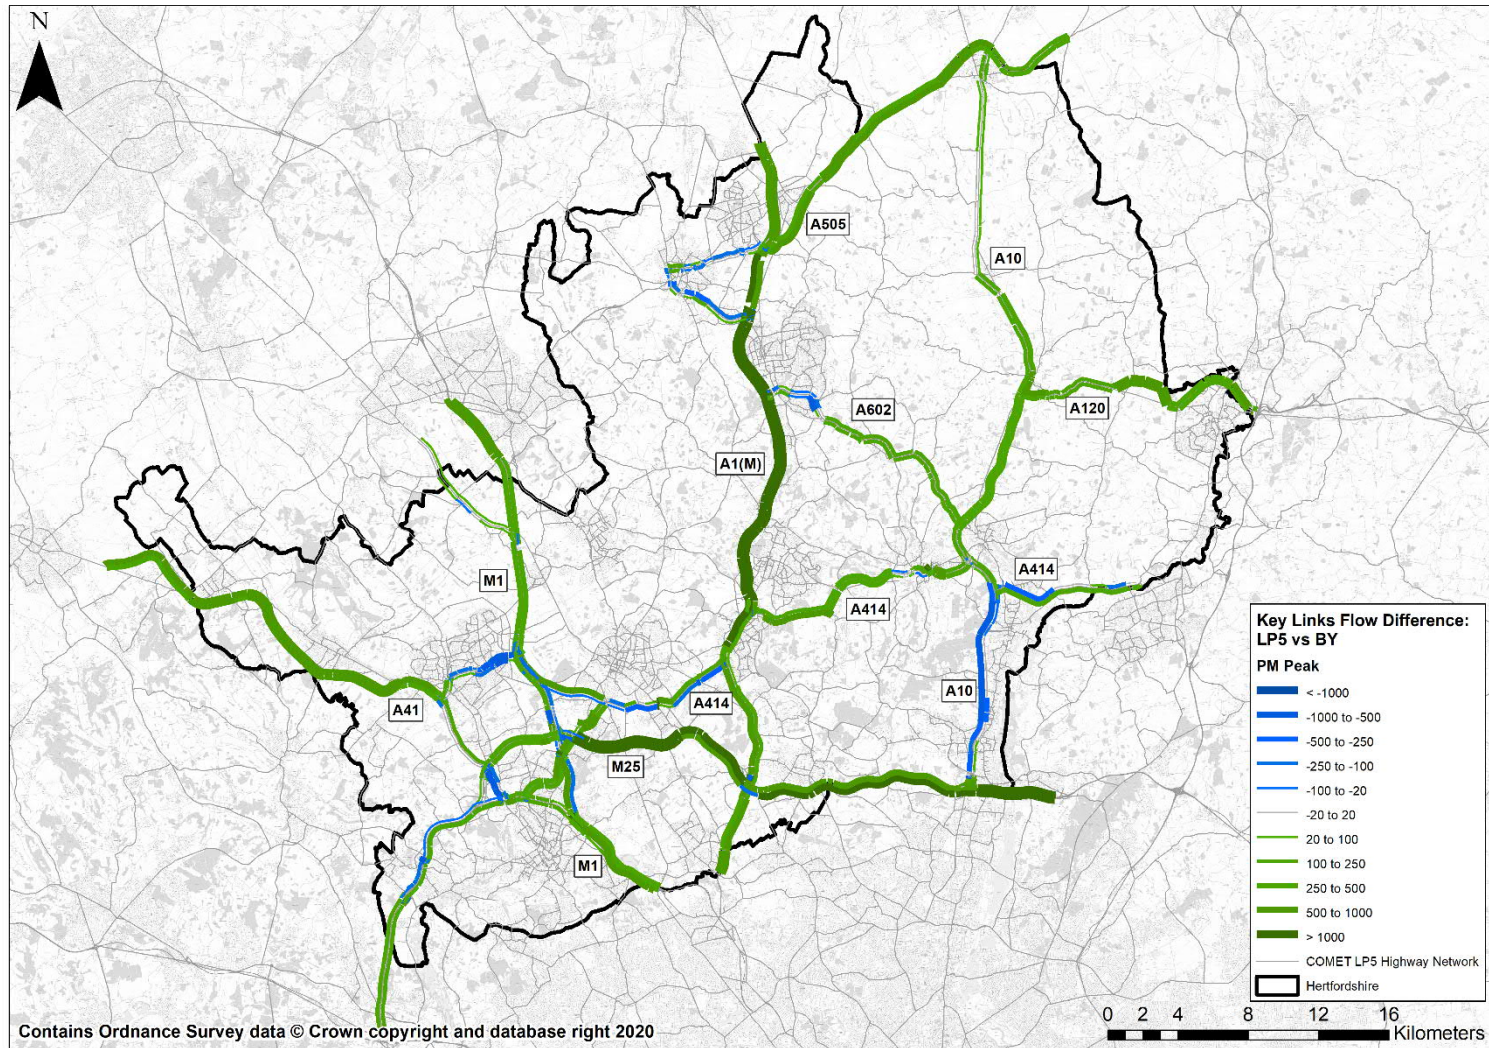 N
A505
A10
A602
A120
A1(M)
M1
A414
A414
A41
A414
A10
M25
M1
Key Links Flow Difference:
LP5 vs BY
PM Peak
< -1000
-1000 to -500
-500 to -250
-250 to -100
-100 to -20
-20 to 20
20 to 100
100 to 250
250 to 500
500 to 1000
> 1000
COMET LP5 Highway Network
Hertfordshire
0 2 4 8 12 16
Kilometers
Contains Ordnance Survey data © Crown copyright and database right 2020